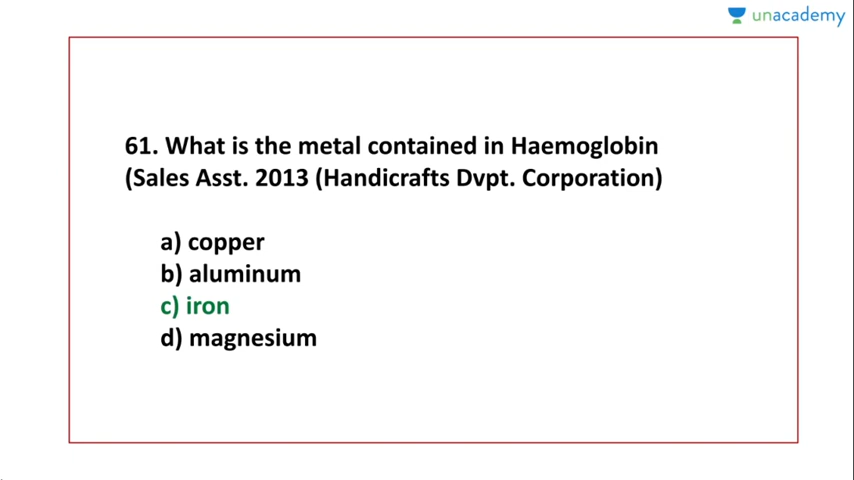 unacademy
61. What is the metal contained in Haemoglobin
(Sales Asst. 2013 (Handicrafts Dvpt. Corporation)
a) copper
b) aluminum
c) iron
d) magnesium